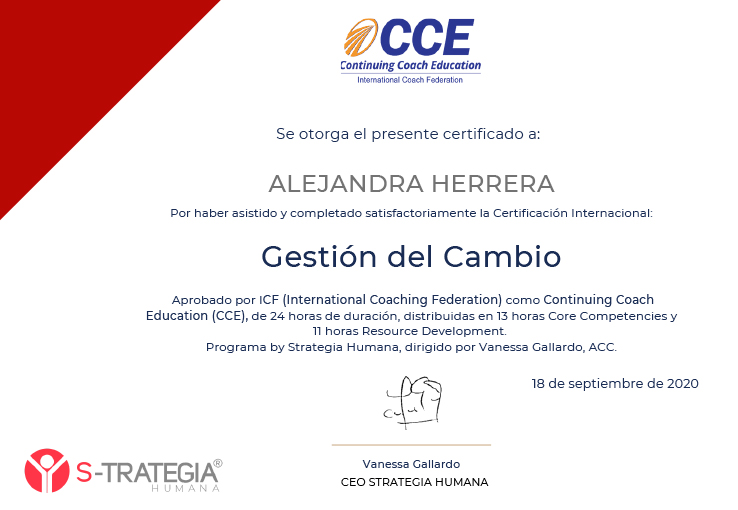 CCE
Continuing Coach Education
International Coach Federation
Se otorga el presente certificado a:
ALEJANDRA HERRERA
Por haber asistido y completado satisfactoriamente la Certificación Internacional:
Gestión del Cambio
Aprobado por ICF (International Coaching Federation) como Continuing Coach
Education (CCE), de 24 horas de duración, distribuidas en 13 horas Core Competencies y
11 horas Resource Development.
Programa by Strategia Humana, dirigido por Vanessa Gallardo, ACC.
18 de septiembre de 2020
Vanessa Gallardo
CEO STRATEGIA HUMANA
S-TRATEGIA®
HUMANA